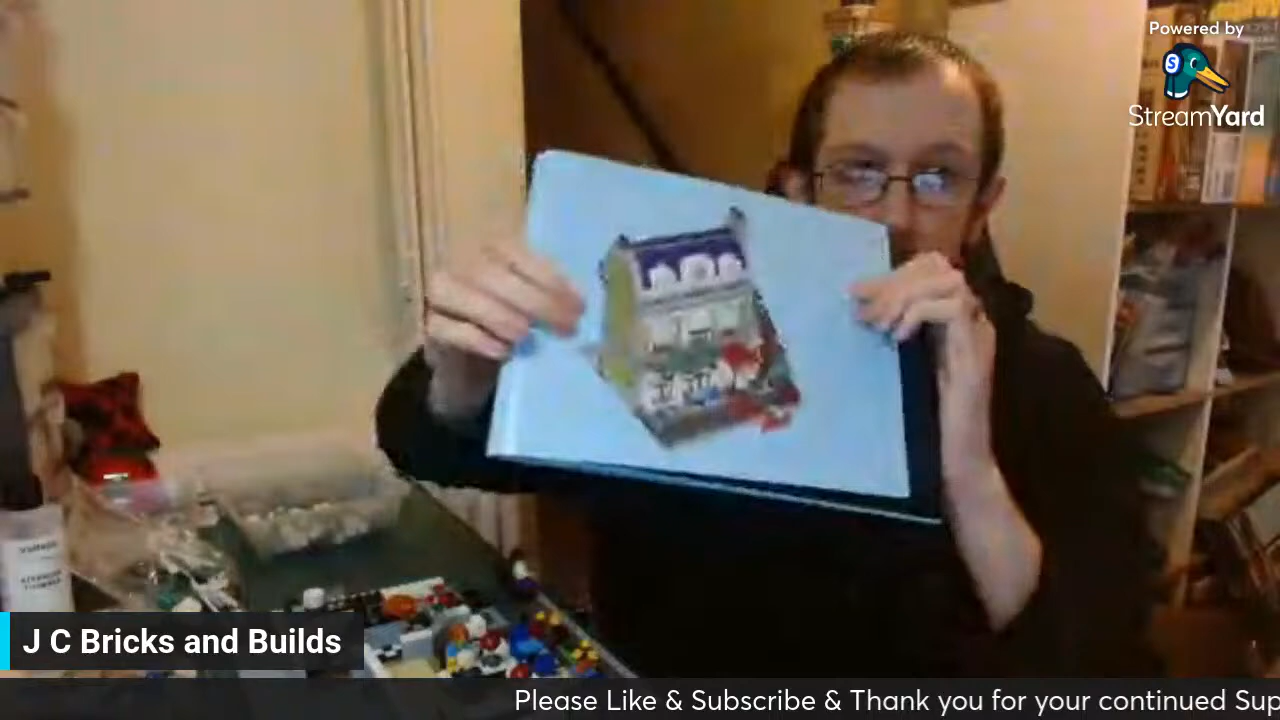 Powered by
StreamYard
J C Bricks and Builds
Please Like & Subscribe & Thank you for your continued Sup